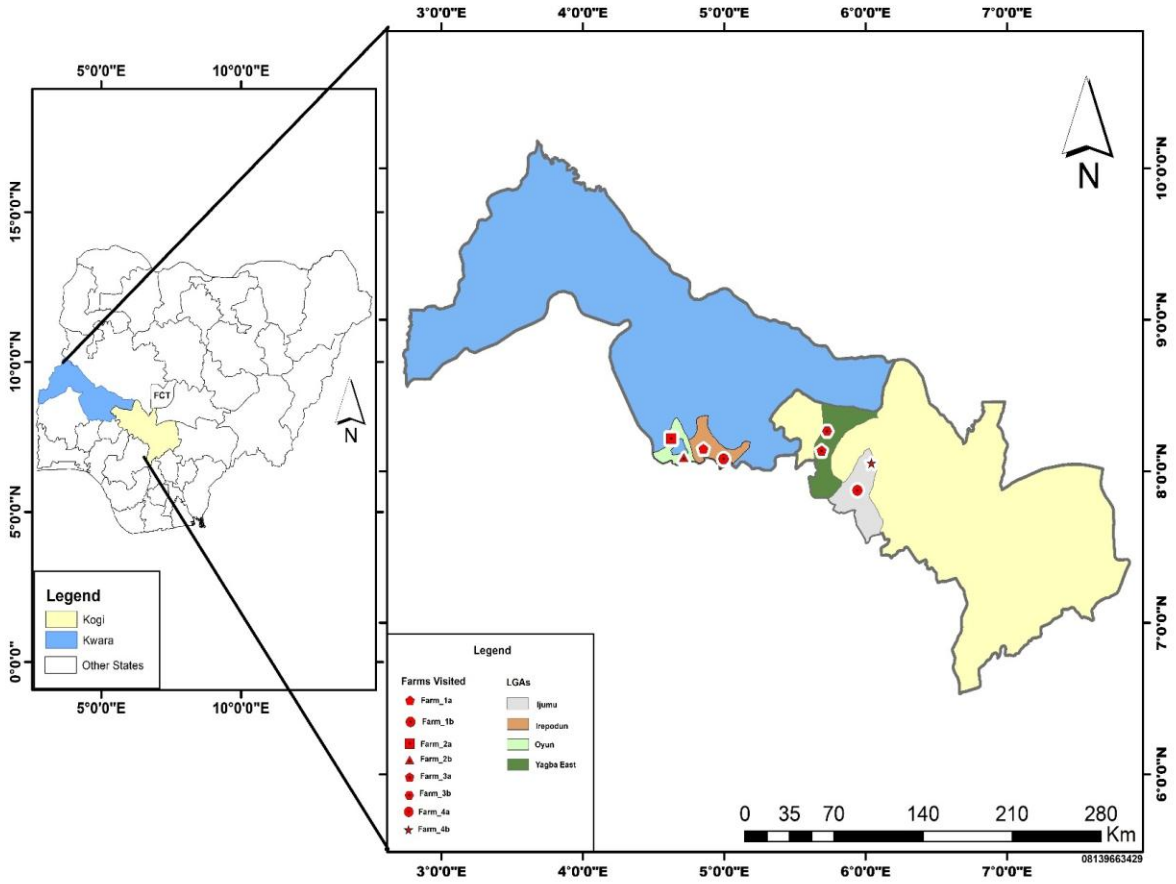 3°0'0"E 4°0'0"E 5°0'0"E 6°0'0"E 7°0'0"E
5°0'0"E 10°0'0"E
15°0'0"N
10°0'0"N
5°0'0"N
0°0'0"
FCT
N
Legend
Kogi
Kwara
Other States
5°0'0"E 10°0'0"E
N
10°0'0"N
9°0'0"N
8°0'0"N
7°0'0"N
6°0'0"N
Legend
Farms Visited
Farm_1a
Farm_1b
Farm_2a
Farm_2b
Farm_3a
Farm_3b
Farm_4a
Farm_4b
LGAs
Ijumu
Irepodun
Oyun
Yagba East
0 35 70 140 210 280
Km
08139663429
3°0'0"E 4°0'0"E 5°0'0"E 6°0'0"E 7°0'0"E